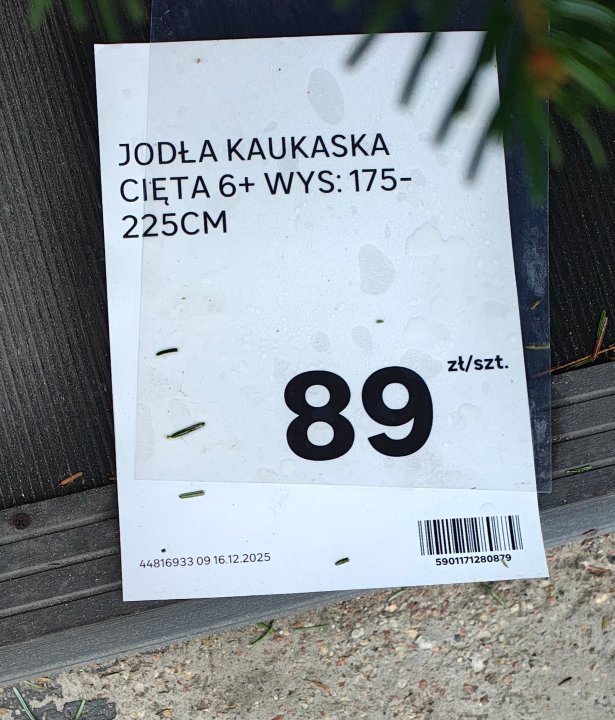 JODŁA KAUKASKA
CIĘTA 6+ WYS: 175-
225CM
zł/szt.
89
44816933 09 16.12.2025
5901171280879